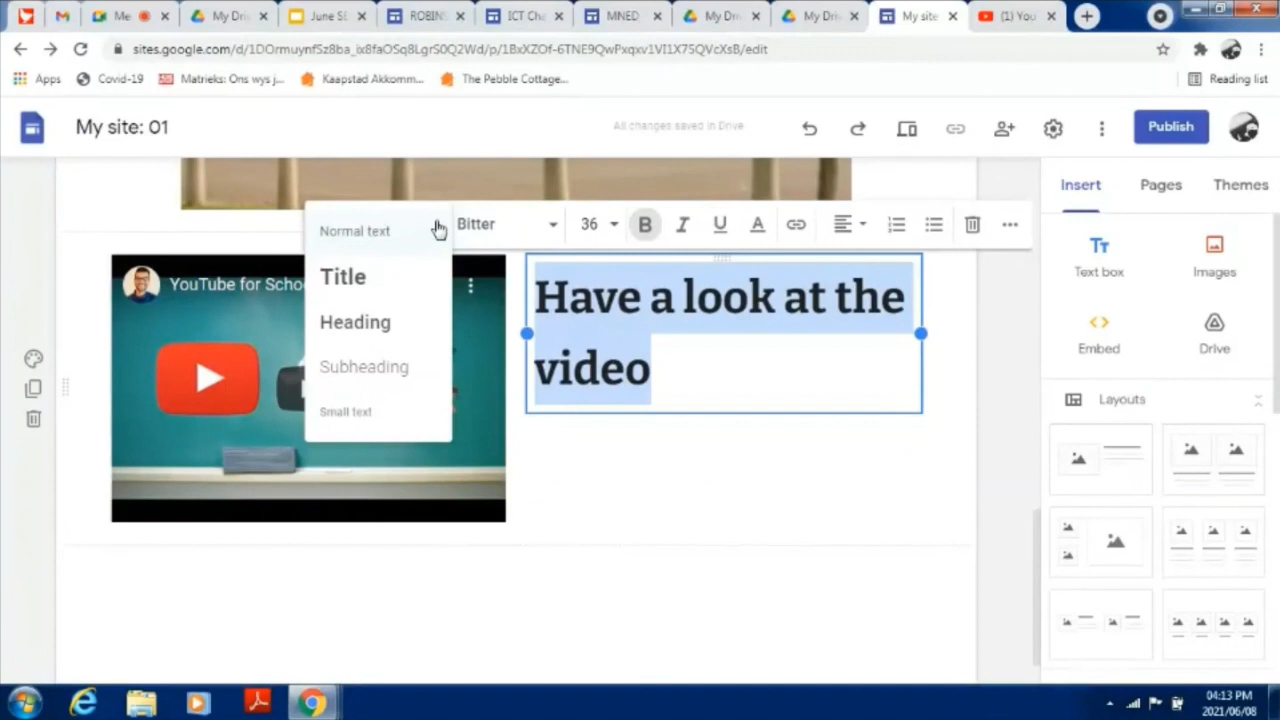 Me
My Dri
June SE
ROBINS
ICT Cha
MNED
My Dri
My Dri
My site
(1) You
sites.google.com/d/1DOrmuynfSz8ba_ix8faOSq8LgrS0Q2Wd/p/1BxXZOf-6TNE9QwPxqxv1VI1X75QVcXsB/edit
Apps
Covid-19
Matrieks: Ons wys j...
Kaapstad Akkomm...
The Pebble Cottage...
Reading list
My site: 01
All changes saved in Drive
Publish
Insert
Pages
Themes
Normal text
Bitter
36
B
I
U
A
Title
Heading
Subheading
Small text
YouTube for Scho
Have a look at the
video
Tt
Text box
Images
Embed
Drive
Layouts
04:13 PM
2021/06/08